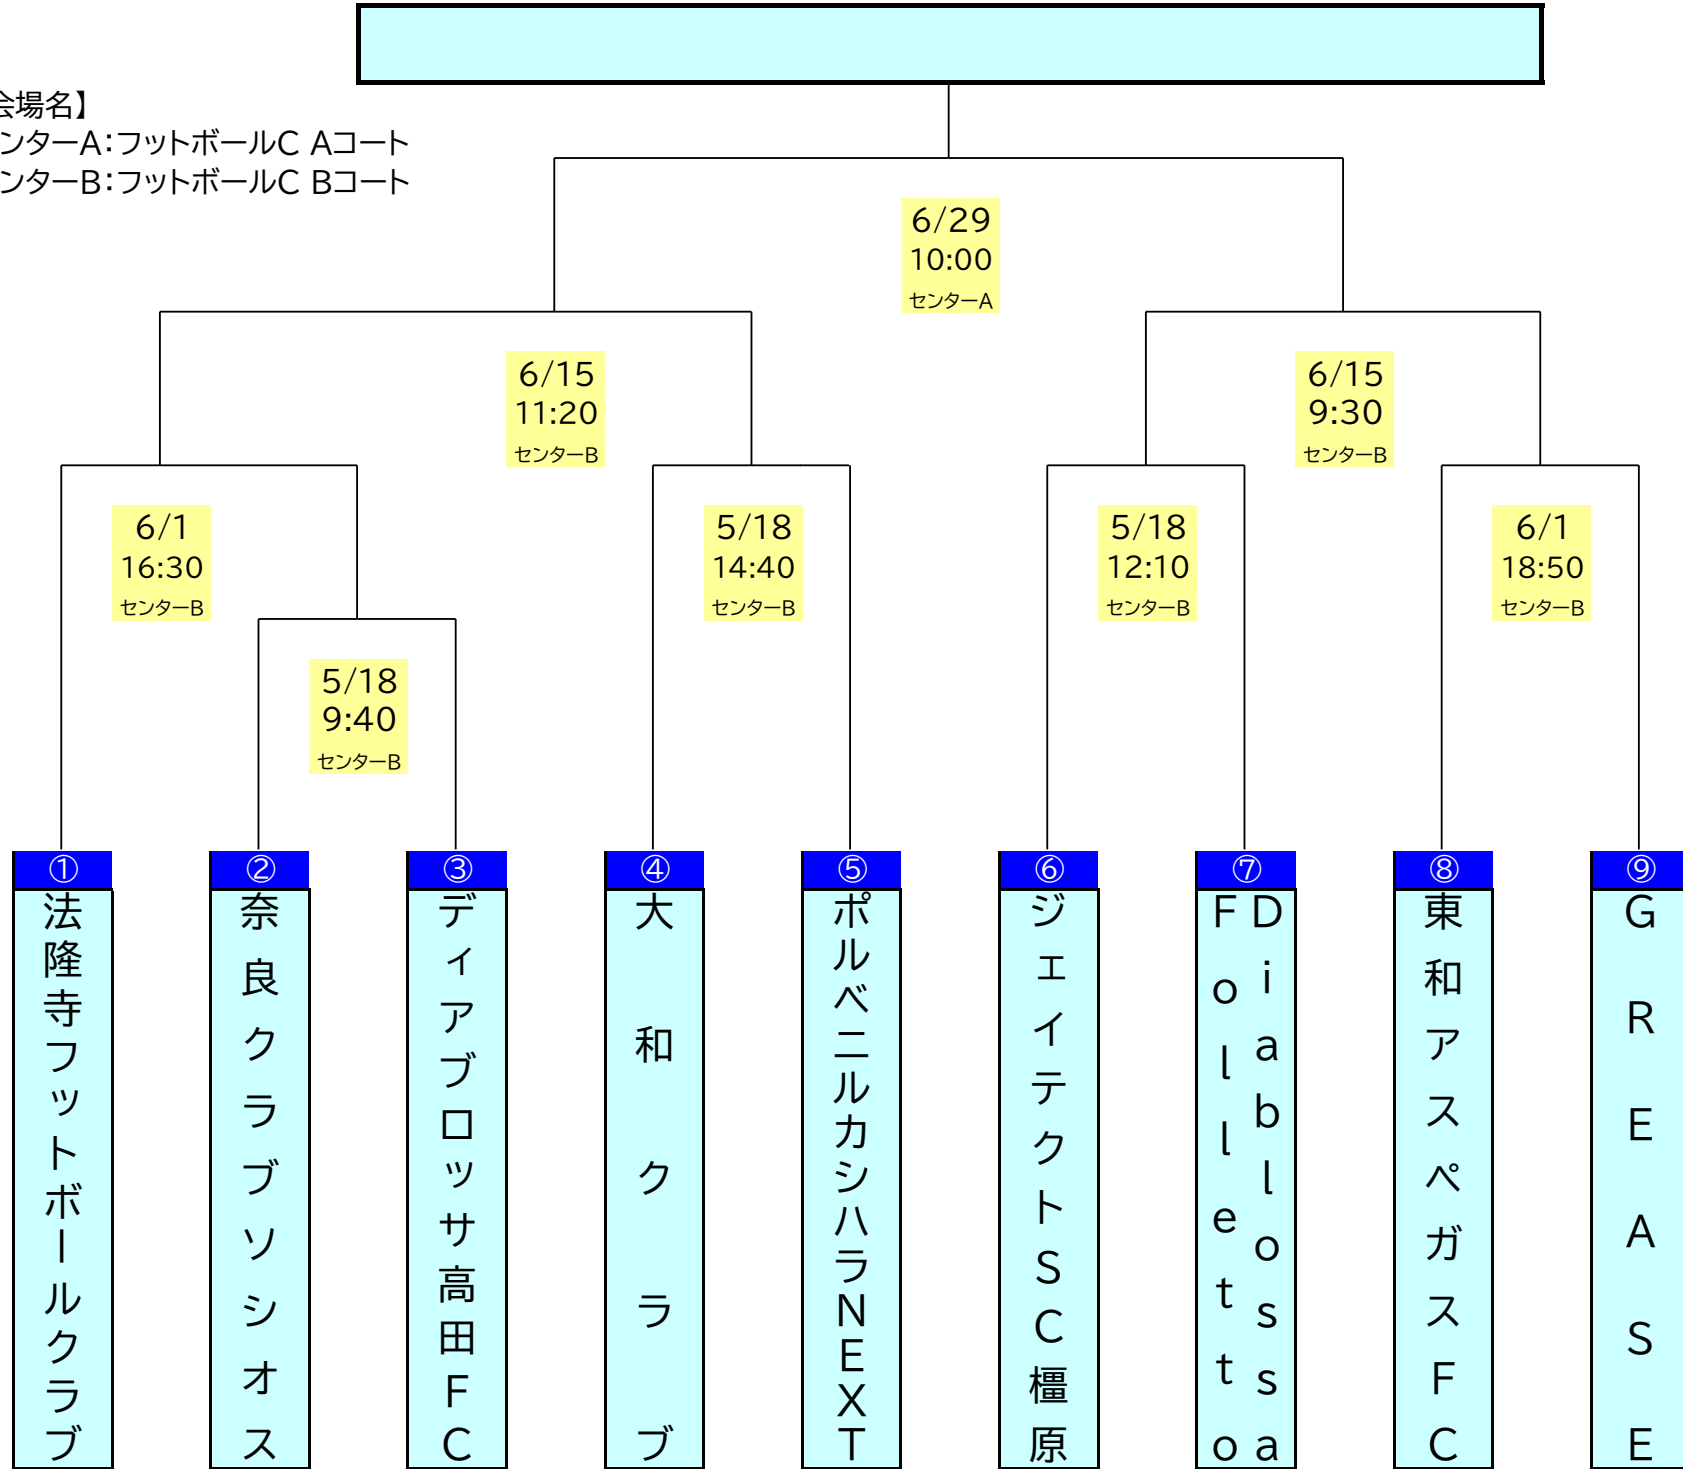 会場名】
ンターA：フットボールC Aコート
ンターB：フットボールC Bコート
6/29
10:00
センターA
6/15
11:20
センターB
6/15
9:30
センターB
6/1
16:30
センターB
5/18
14:40
センターB
5/18
12:10
センターB
6/1
18:50
センターB
5/18
9:40
センターB
①
法隆寺フットボールクラブ
②
奈良クラブソシオス
③
ディアブロッサ高田FC
④
大和クラブ
⑤
ポルベニルカシハラNEXT
⑥
ジェイテクトSC橿原
⑦
Diablossa
Folletto
⑧
東和アスペガスFC
⑨
GREASE